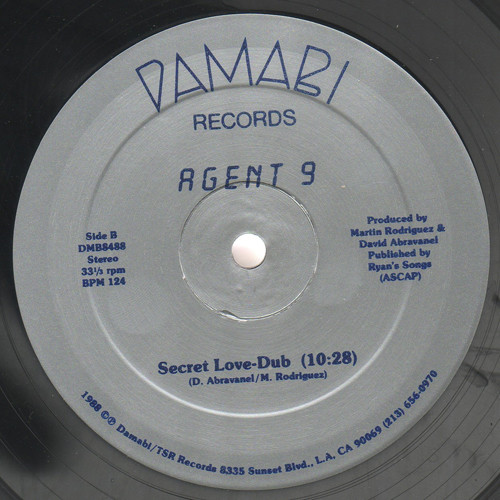 DAMABI
RECORDS
AGENT 9
Side B
DMB8488
Stereo
33⅓ rpm
BPM 124
Produced by
Martin Rodriguez &
David Abravanel
Published by
Ryan's Songs
(ASCAP)
Secret Love-Dub (10:28)
(D. Abravanel/M. Rodriguez)
1988 ©℗ Damabi/TSR Records 8335 Sunset Blvd., L.A. CA 90069 (213) 656-0970